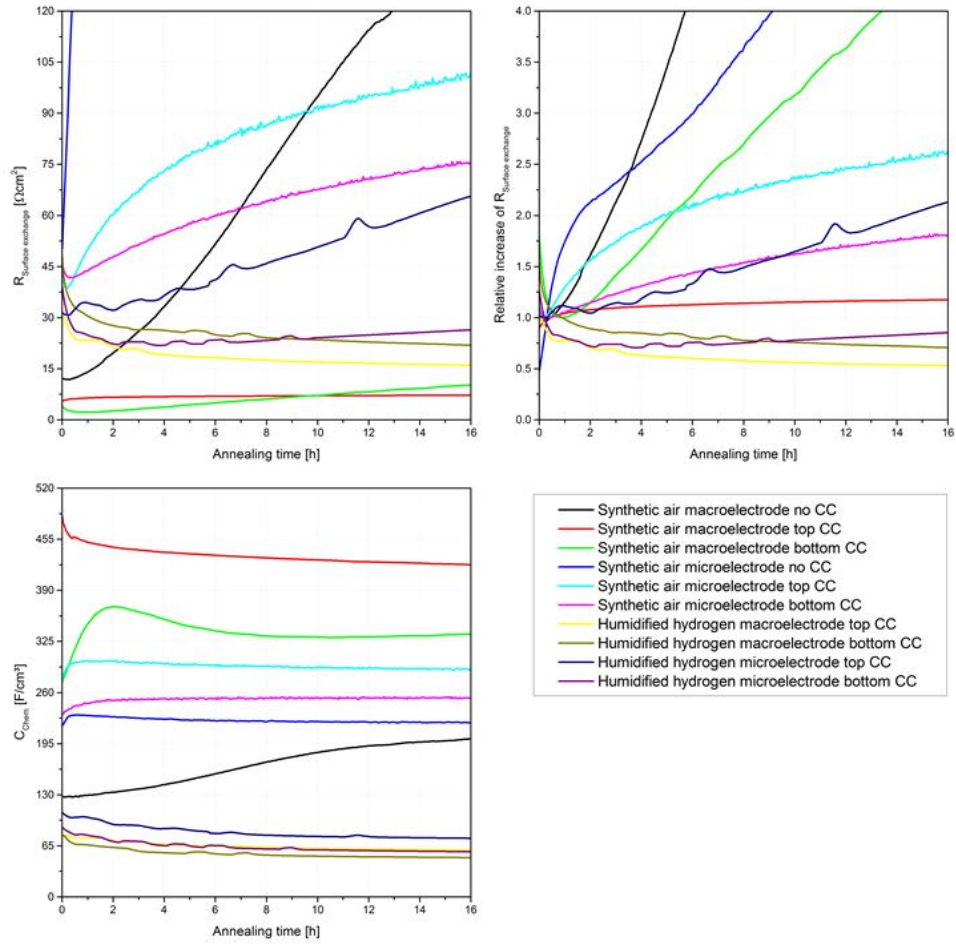 120
105
90
75
60
45
30
15
0
R Surface exchange [Ωcm²]
0 2 4 6 8 10 12 14 16
Annealing time [h]
4.0
3.5
3.0
2.5
2.0
1.5
1.0
0.5
0.0
Relative increase of R Surface exchange
0 2 4 6 8 10 12 14 16
Annealing time [h]
520
455
390
325
260
195
130
65
0
C Chem [F/cm³]
0 2 4 6 8 10 12 14 16
Annealing time [h]
Synthetic air macroelectrode no CC
Synthetic air macroelectrode top CC
Synthetic air macroelectrode bottom CC
Synthetic air microelectrode no CC
Synthetic air microelectrode top CC
Synthetic air microelectrode bottom CC
Humidified hydrogen macroelectrode top CC
Humidified hydrogen macroelectrode bottom CC
Humidified hydrogen microelectrode top CC
Humidified hydrogen microelectrode bottom CC